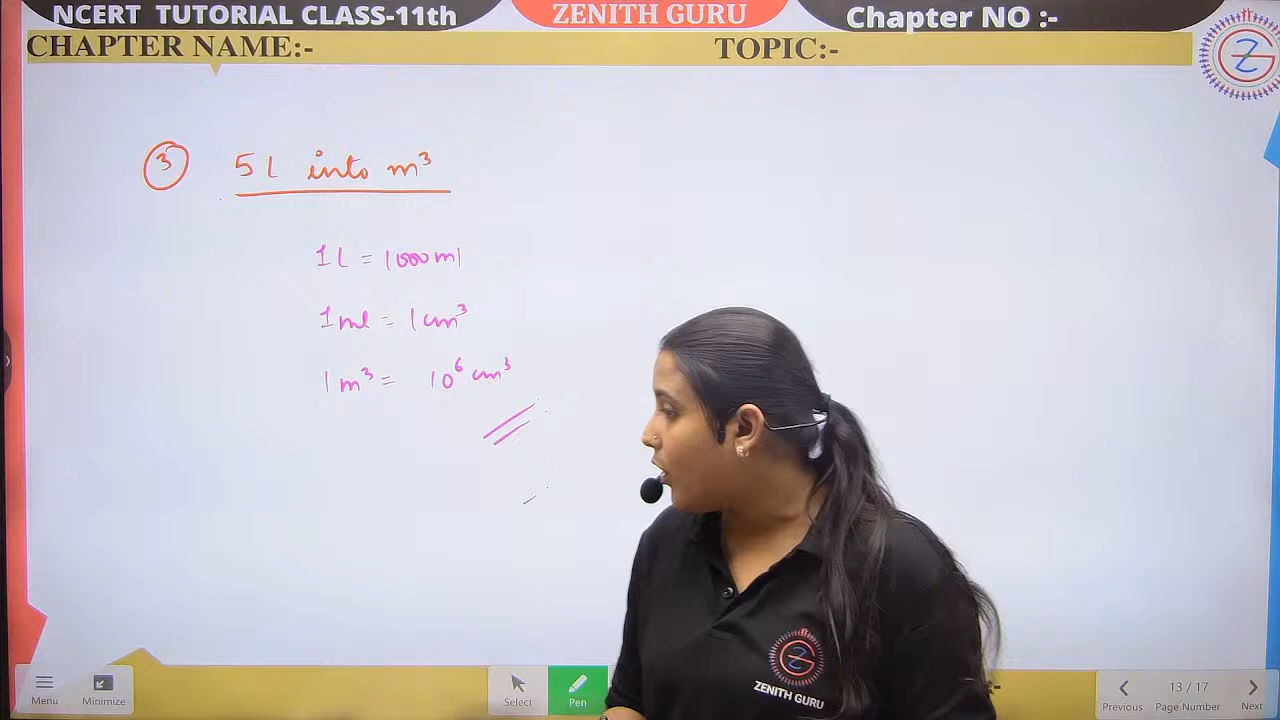 NCERT TUTORIAL CLASS-11th
ZENITH GURU
Chapter NO :-
CHAPTER NAME:-
TOPIC:-
③ 5 L into m³
1 L = 1000 ml
1 ml = 1 cm³
1 m³ = 10⁶ cm³
ZENITH GURU
Menu
Minimize
Select
Pen
Previous
13 / 17
Page Number
Next